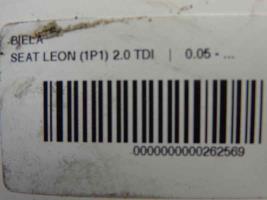 BIELA
SEAT LEON (1P1) 2.0 TDI | 0.05 - ...
0000000000262569